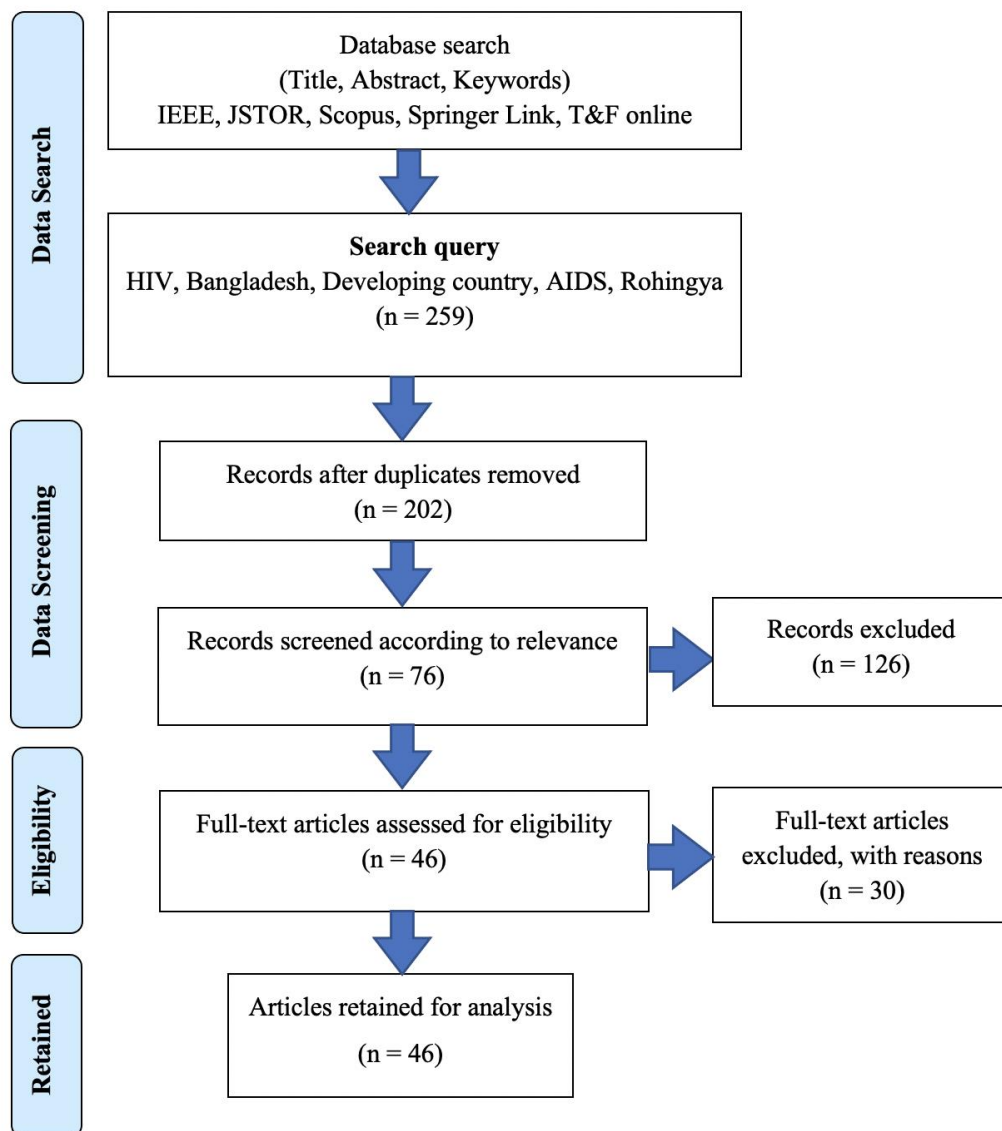 Data Search
Database search
(Title, Abstract, Keywords)
IEEE, JSTOR, Scopus, Springer Link, T&F online
Search query
HIV, Bangladesh, Developing country, AIDS, Rohingya
(n = 259)
Data Screening
Records after duplicates removed
(n = 202)
Records screened according to relevance
(n = 76)
Records excluded
(n = 126)
Eligibility
Full-text articles assessed for eligibility
(n = 46)
Full-text articles
excluded, with reasons
(n = 30)
Retained
Articles retained for analysis
(n = 46)